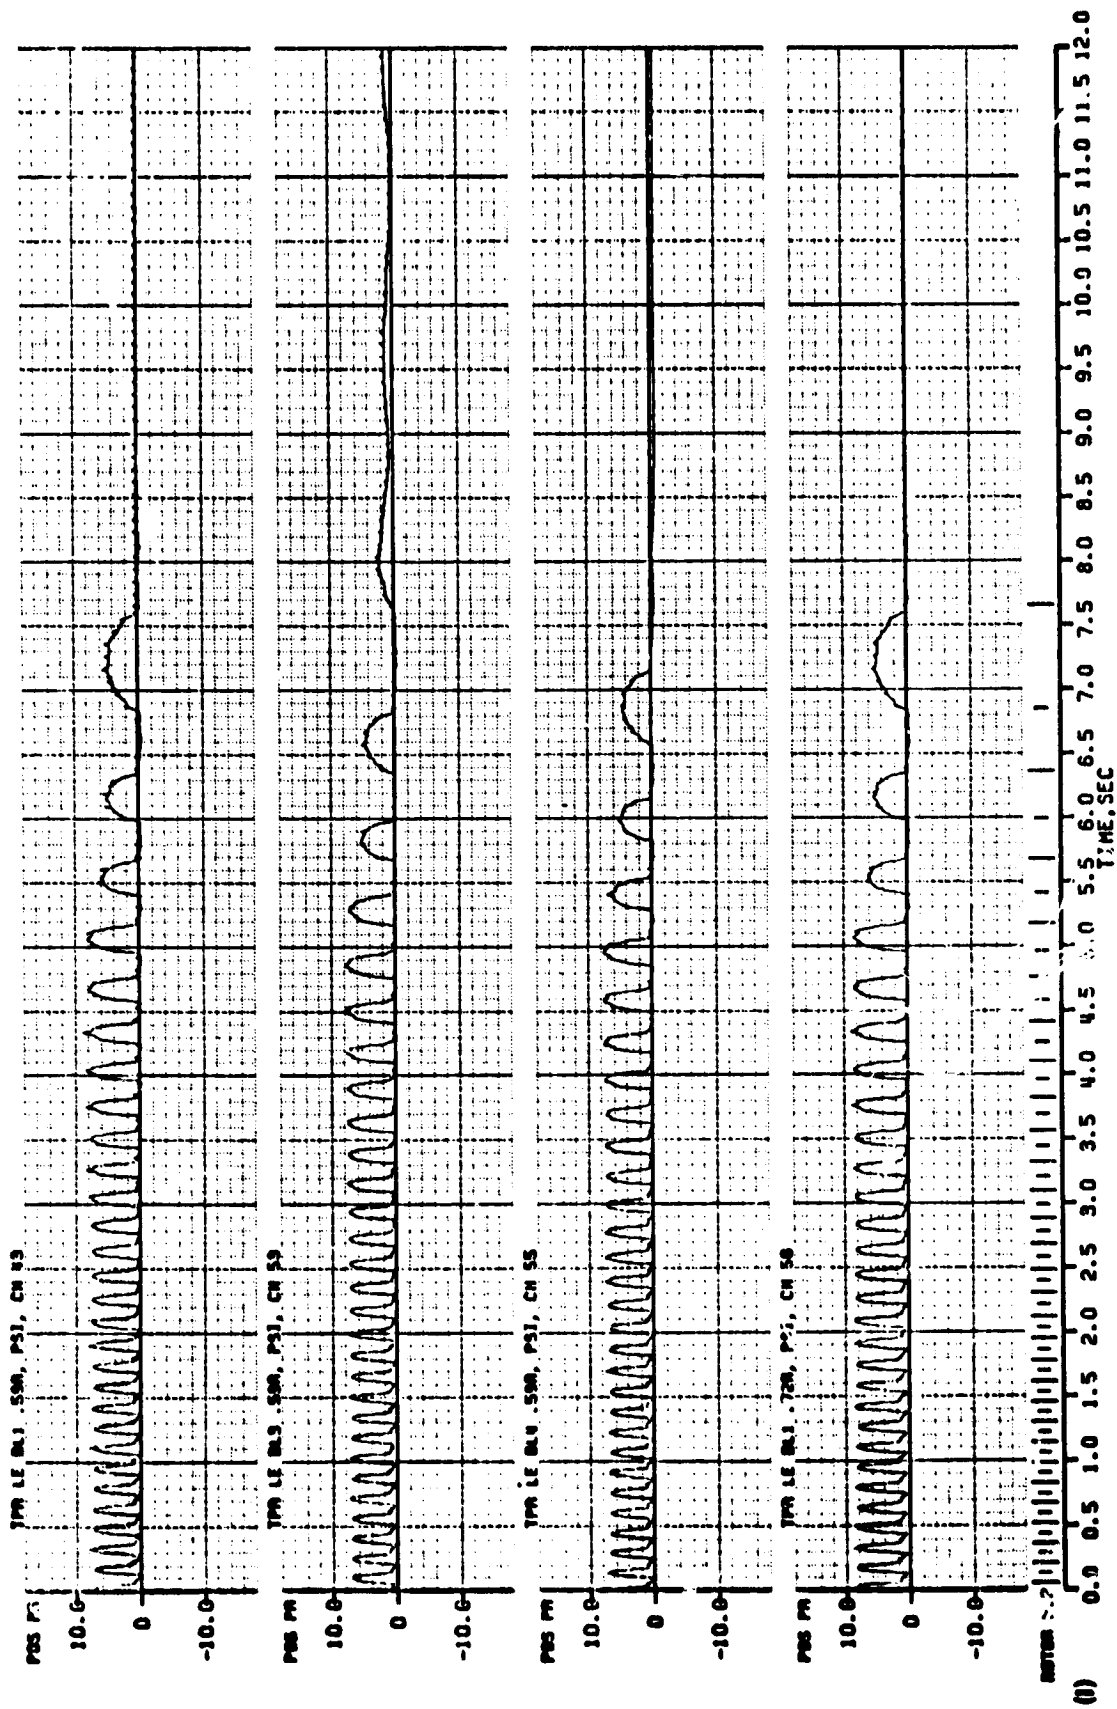 TPR LE BL1 .59R, PSI, CH
POS
10.0
0
-10.0
TPR LE BL3 .59R, PSI, CH 53
POS PR
10.0
0
-10.0
TPR LE BL4 .59R, PSI, CH 55
POS PR
10.0
0
-10.0
TPR LE BL1 .72R, CH 58
POS PR
10.0
0
-10.0
ROTOR
0.0 0.5 1.0 1.5 2.0 2.5 3.0 3.5 4.0 4.5 5.5 6.0 6.5 7.0 7.5 8.0 8.5 9.0 9.5 10.0 10.5 11.0 11.5 12.0
TIME,SEC
(l)